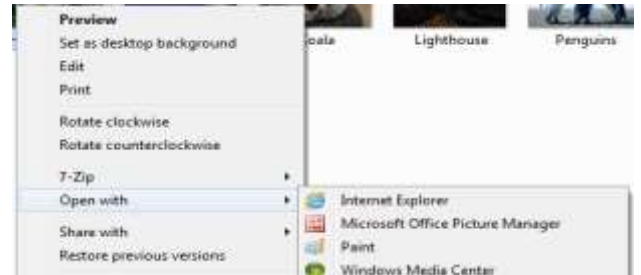 Preview
Set as desktop background
Edit
Print
Rotate clockwise
Rotate counterclockwise
7-Zip
Open with
Share with
Restore previous versions
oala
Lighthouse
Penguins
Internet Explorer
Microsoft Office Picture Manager
Paint
Windows Media Center